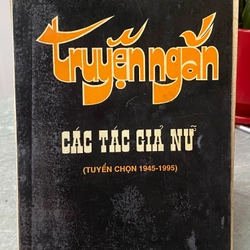 truyện ngắn
CÁC TÁC GIẢ NỮ
(TUYỂN CHỌN 1945-1995)